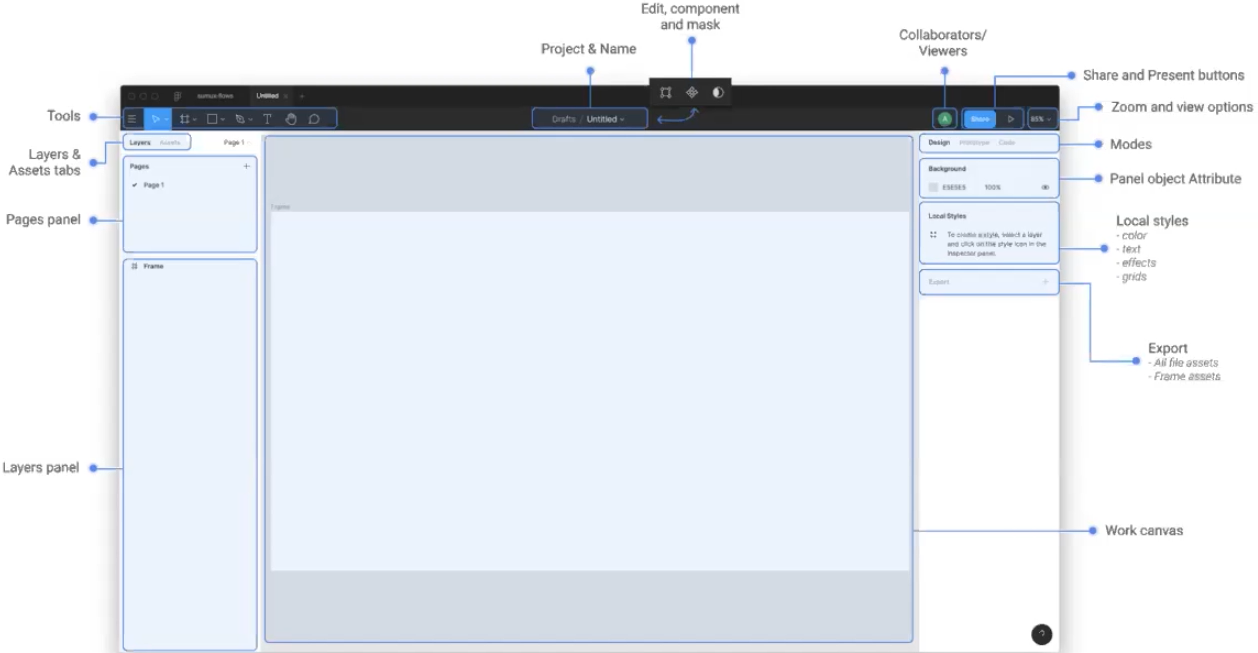 Edit, component
and mask
Project & Name
Collaborators/
Viewers
Share and Present buttons
Zoom and view options
Tools
Layers &
Assets tabs
Modes
Panel object Attribute
Pages panel
Local styles
- color
- text
- effects
- grids
Export
- All file assets
- Frame assets
Layers panel
Work canvas
sumux-flows
Untitled
Drafts / Untitled
A
Share
85%
Layers
Assets
Page 1
Pages
Page 1
Frame
Frame
Design
Prototype
Code
Background
E5E5E5
100%
Local Styles
To create a style, select a layer
and click on the style icon in the
inspector panel.
Export
?